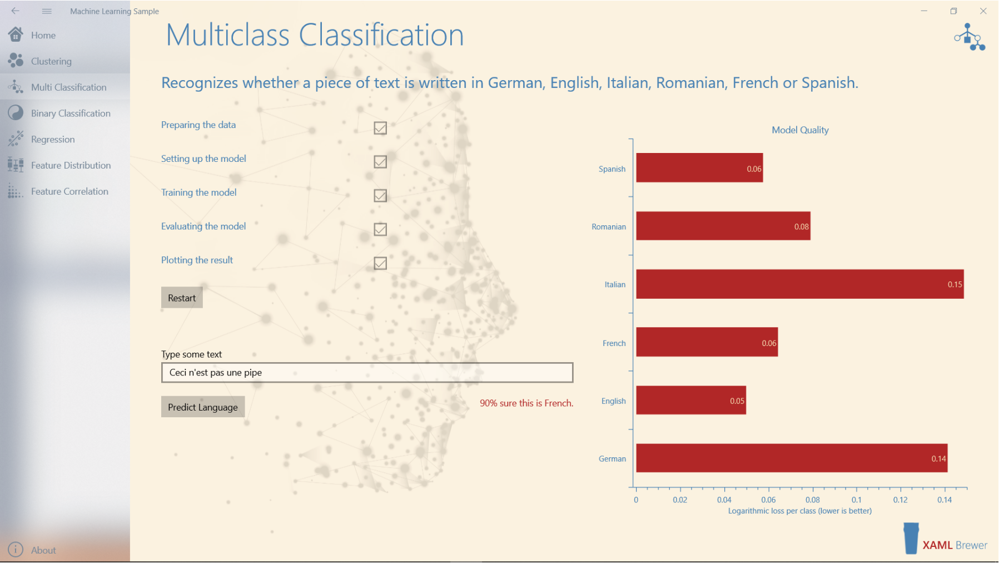 Machine Learning Sample
Home
Clustering
Multi Classification
Binary Classification
Regression
Feature Distribution
Feature Correlation
About
Multiclass Classification
Recognizes whether a piece of text is written in German, English, Italian, Romanian, French or Spanish.
Preparing the data
Setting up the model
Training the model
Evaluating the model
Plotting the result
Restart
Type some text
Ceci n'est pas une pipe
Predict Language
90% sure this is French.
Model Quality
Spanish 0.06
Romanian 0.08
Italian 0.15
French 0.06
English 0.05
German 0.14
0 0.02 0.04 0.06 0.08 0.1 0.12 0.14
Logarithmic loss per class (lower is better)
XAML Brewer